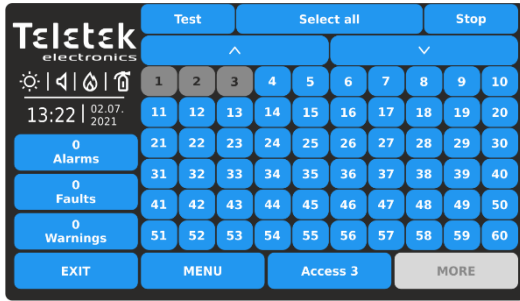 Teletek
electronics
13:22
02.07.
2021
0
Alarms
0
Faults
0
Warnings
EXIT
Test Select all Stop
1 2 3 4 5 6 7 8 9 10
11 12 13 14 15 16 17 18 19 20
21 22 23 24 25 26 27 28 29 30
31 32 33 34 35 36 37 38 39 40
41 42 43 44 45 46 47 48 49 50
51 52 53 54 55 56 57 58 59 60
MENU Access 3 MORE